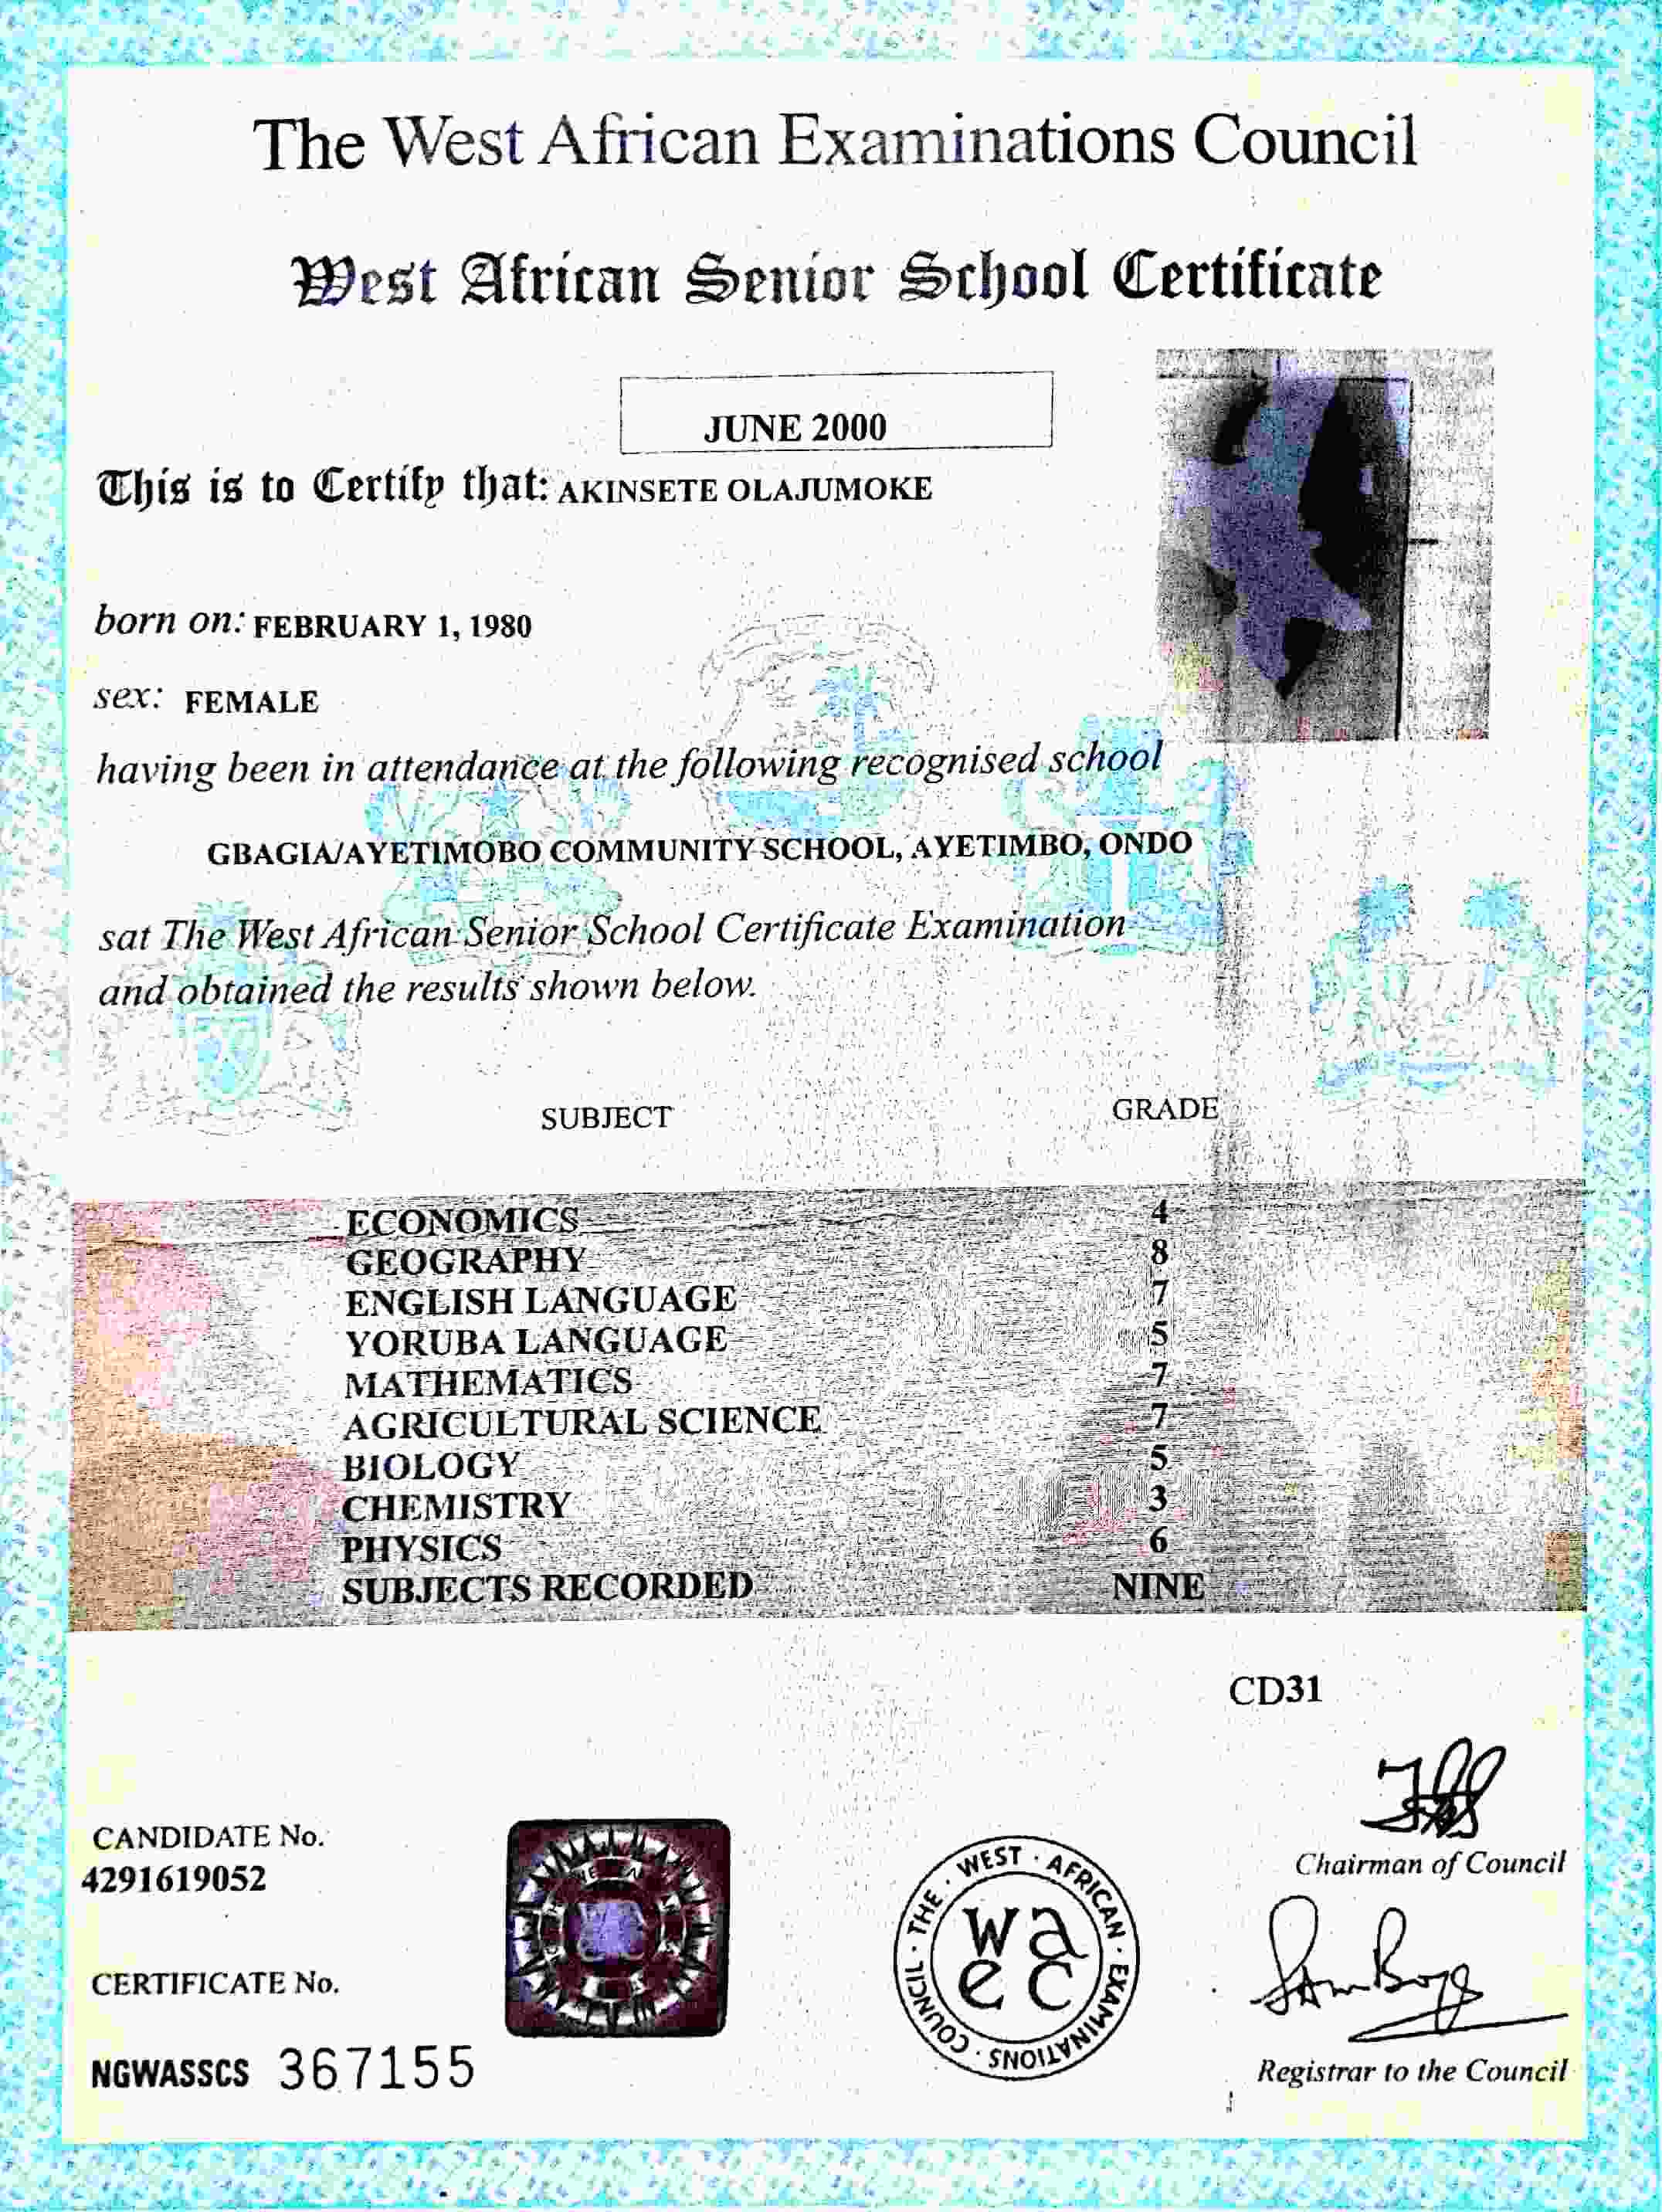 The West African Examinations Council
West African Senior School Certificate
JUNE 2000
This is to Certify that: AKINSETE OLAJUMOKE
born on: FEBRUARY 1, 1980
sex: FEMALE
having been in attendance at the following recognised school
GBAGIA/AYETIMOBO COMMUNITY SCHOOL, AYETIMBO, ONDO
sat The West African Senior School Certificate Examination
and obtained the results shown below.
SUBJECT GRADE
ECONOMICS 4
GEOGRAPHY 8
ENGLISH LANGUAGE 7
YORUBA LANGUAGE 5
MATHEMATICS 7
AGRICULTURAL SCIENCE 7
BIOLOGY 5
CHEMISTRY 3
PHYSICS 6
SUBJECTS RECORDED NINE
CD31
Chairman of Council
CANDIDATE No.
4291619052
THE · WEST · AFRICAN · EXAMINATIONS · COUNCIL ·
wa
ec
CERTIFICATE No.
NGWASSCS 367155
Registrar to the Council